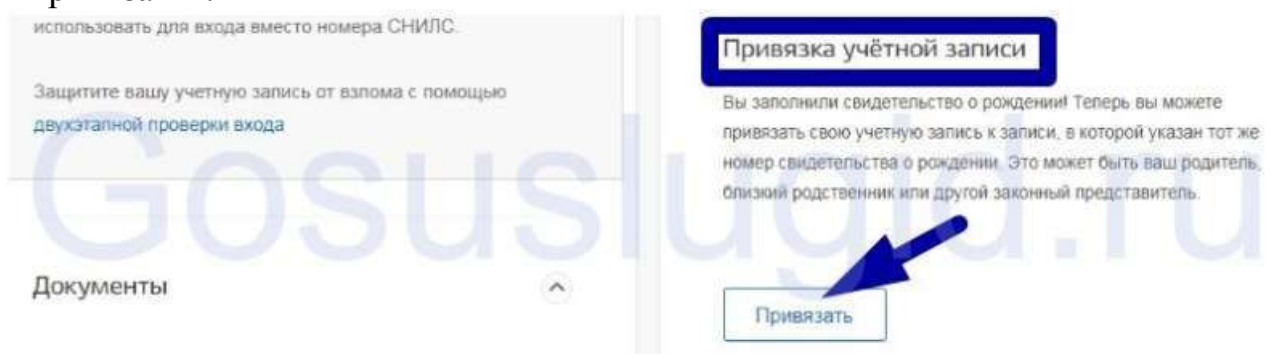 использовать для входа вместо номера СНИЛС.
Защитите вашу учетную запись от взлома с помощью
двухэтапной проверки входа
Документы
Привязка учётной записи
Вы заполнили свидетельство о рождении! Теперь вы можете
привязать свою учетную запись к записи, в которой указан тот же
номер свидетельства о рождении. Это может быть ваш родитель,
близкий родственник или другой законный представитель.
Привязать
Gosuslugid.ru